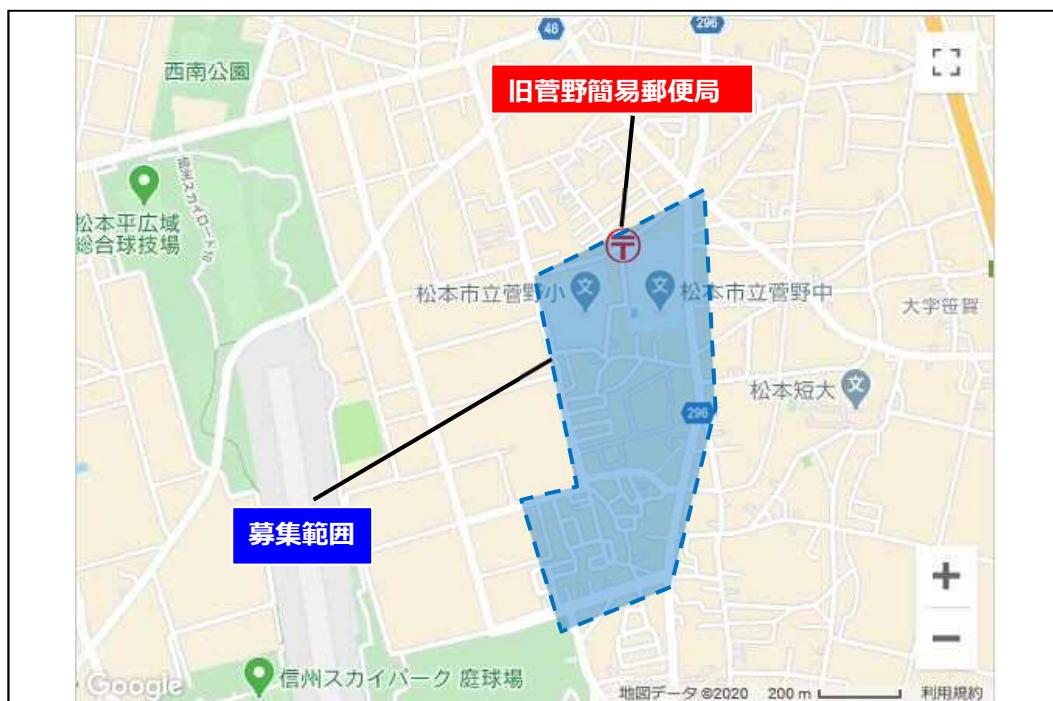 48
296
西南公園
旧菅野簡易郵便局
信州スカイロード
松本平広域
総合球技場
松本市立菅野小
文
文
松本市立菅野中
大字笹賀
松本短大
文
296
募集範囲
信州スカイパーク 庭球場
Google
地図データ ©2020
200 m
利用規約